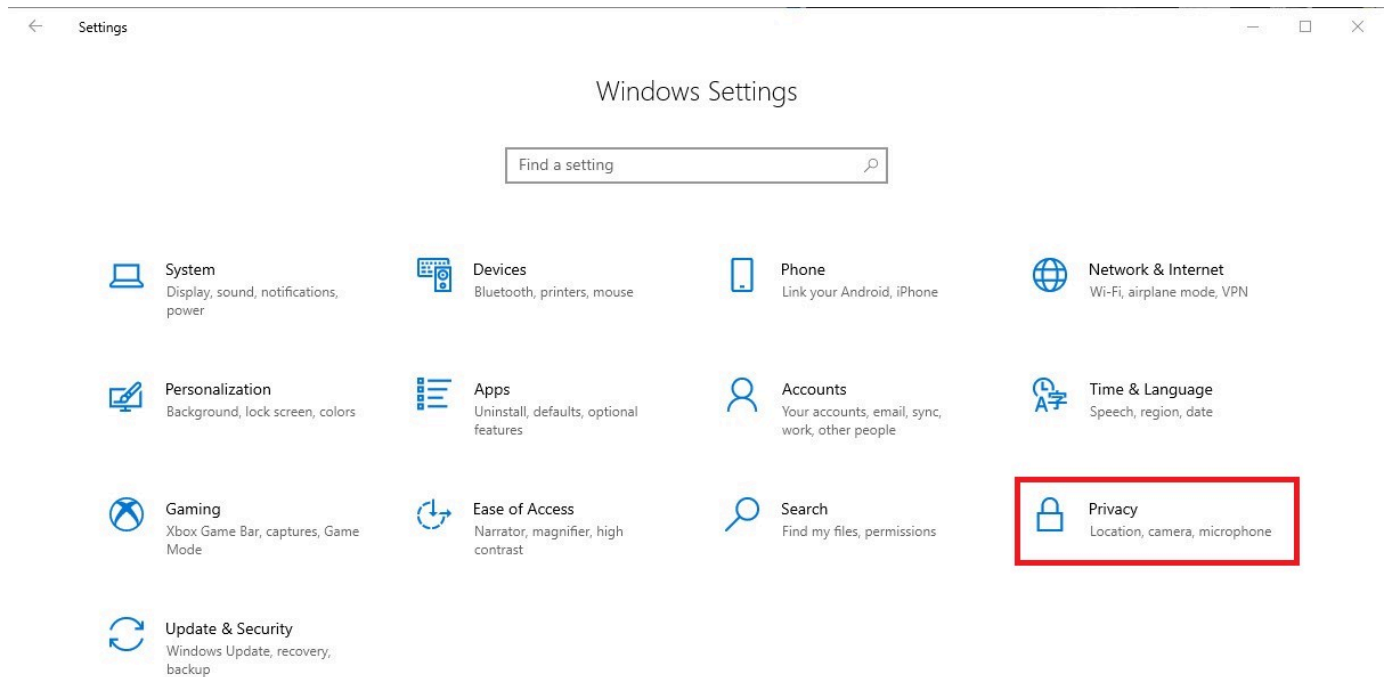 Settings
Windows Settings
Find a setting
System
Display, sound, notifications,
power
Devices
Bluetooth, printers, mouse
Phone
Link your Android, iPhone
Network & Internet
Wi-Fi, airplane mode, VPN
Personalization
Background, lock screen, colors
Apps
Uninstall, defaults, optional
features
Accounts
Your accounts, email, sync,
work, other people
Time & Language
Speech, region, date
Gaming
Xbox Game Bar, captures, Game
Mode
Ease of Access
Narrator, magnifier, high
contrast
Search
Find my files, permissions
Privacy
Location, camera, microphone
Update & Security
Windows Update, recovery,
backup